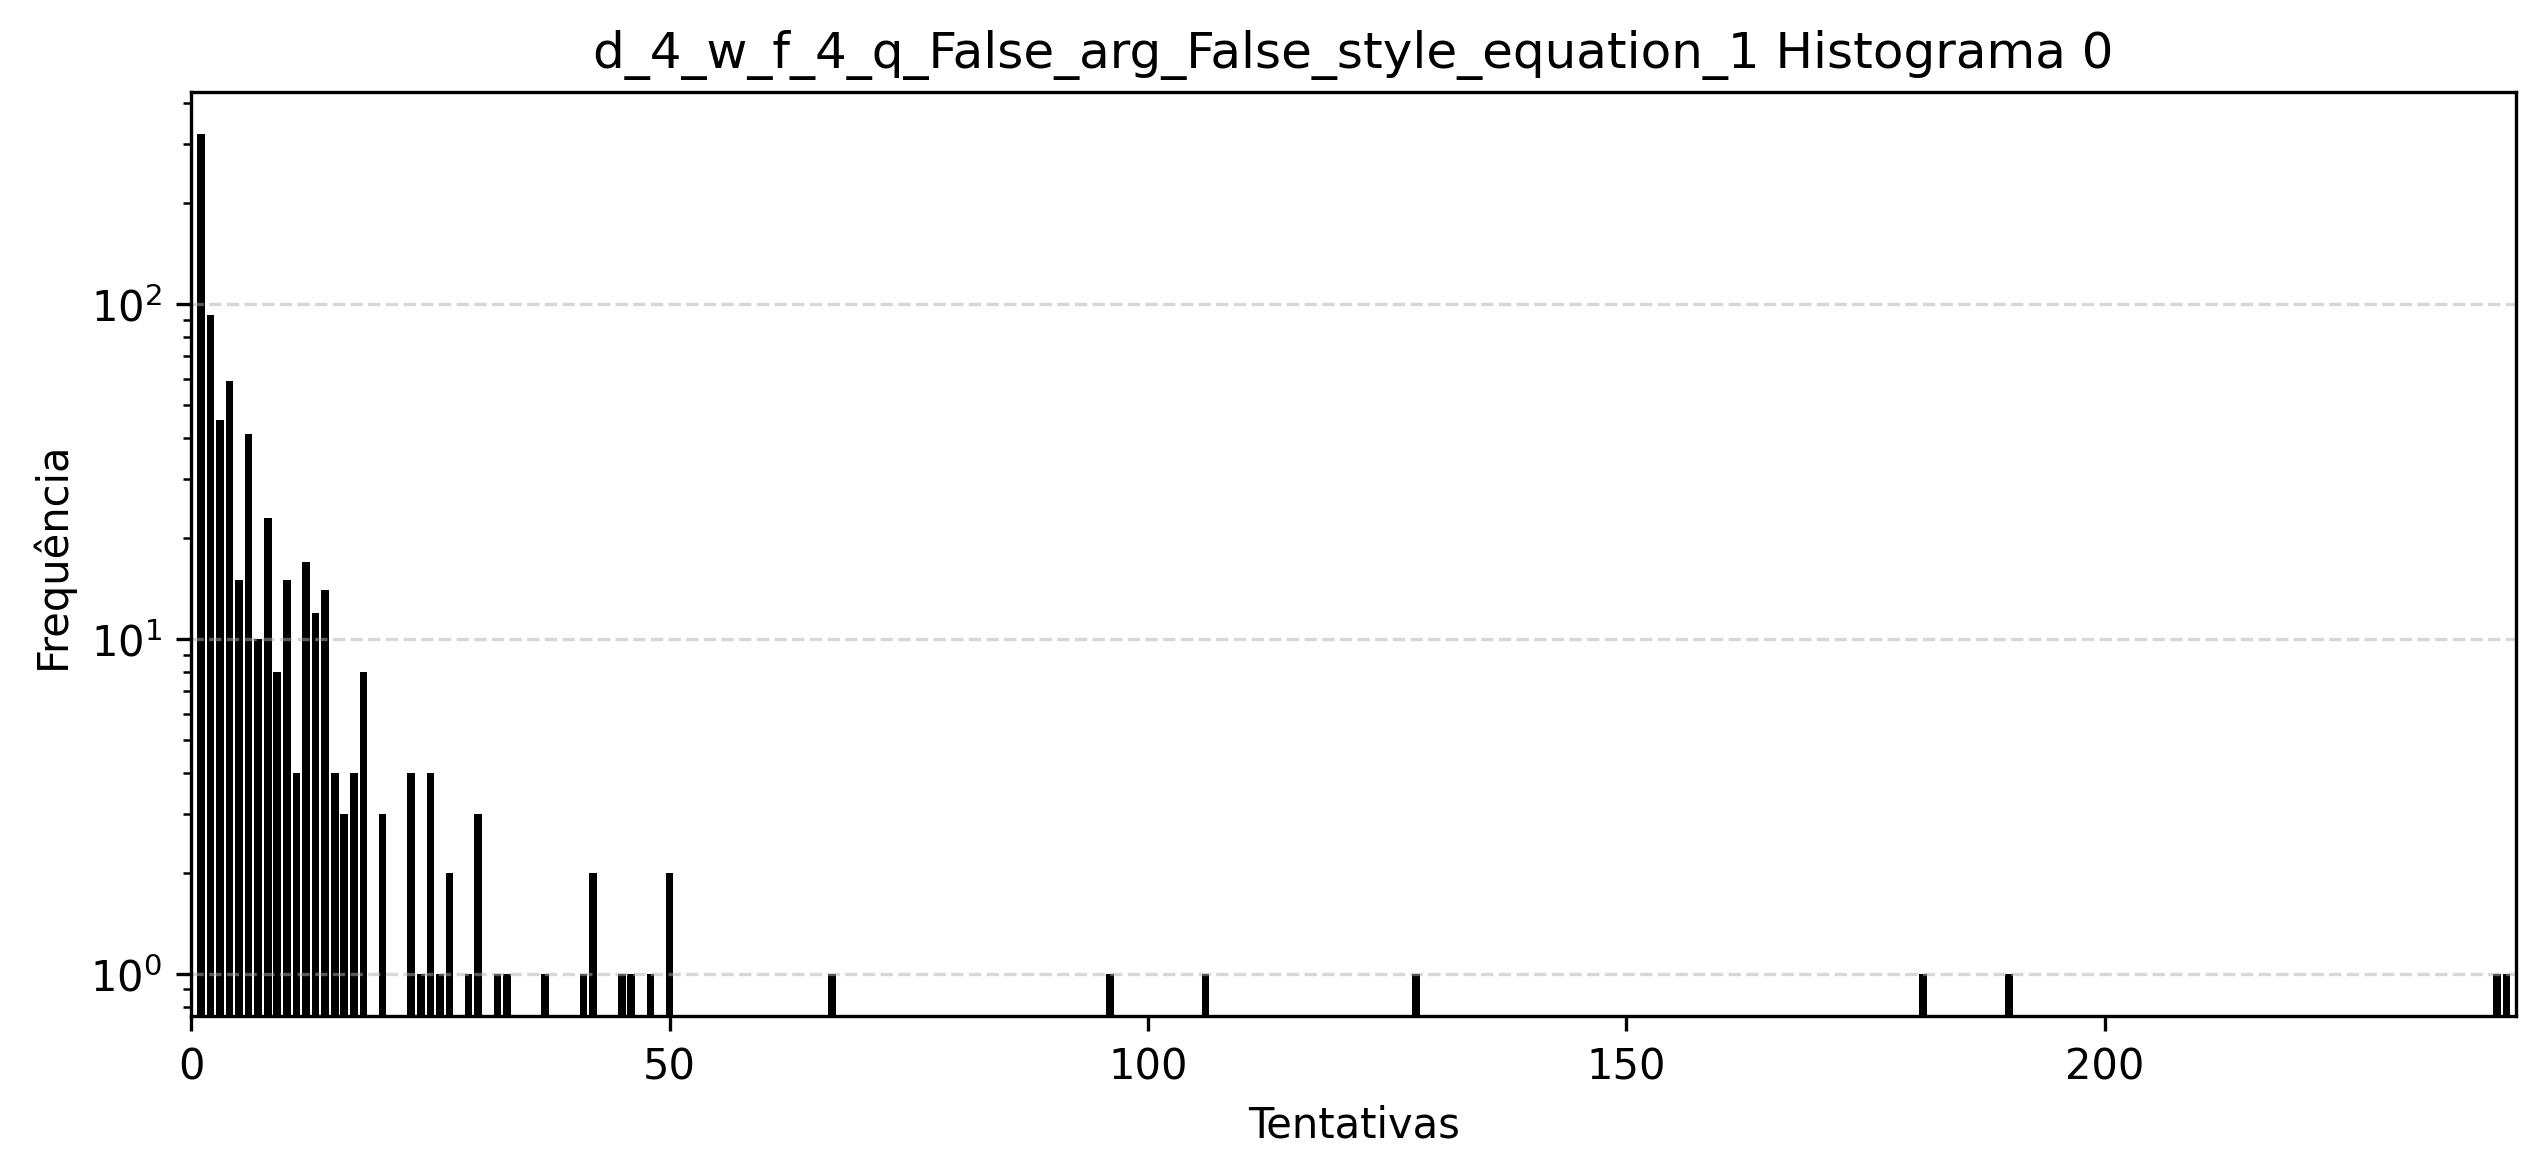 d_4_w_f_4_q_False_arg_False_style_equation_1 Histograma 0
Frequência
10²
10¹
10⁰
0 50 100 150 200
Tentativas